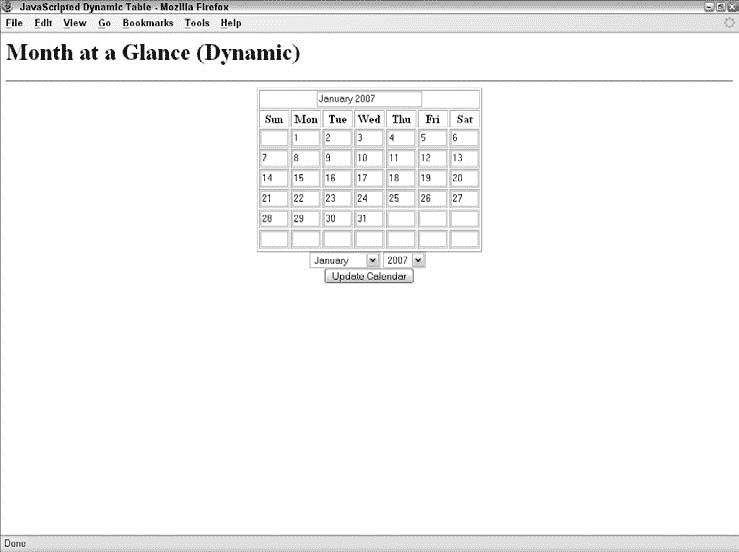 JavaScripted Dynamic Table - Mozilla Firefox
File Edit View Go Bookmarks Tools Help
Month at a Glance (Dynamic)
January 2007
Sun Mon Tue Wed Thu Fri Sat
1 2 3 4 5 6
7 8 9 10 11 12 13
14 15 16 17 18 19 20
21 22 23 24 25 26 27
28 29 30 31
January 2007
Update Calendar
Done